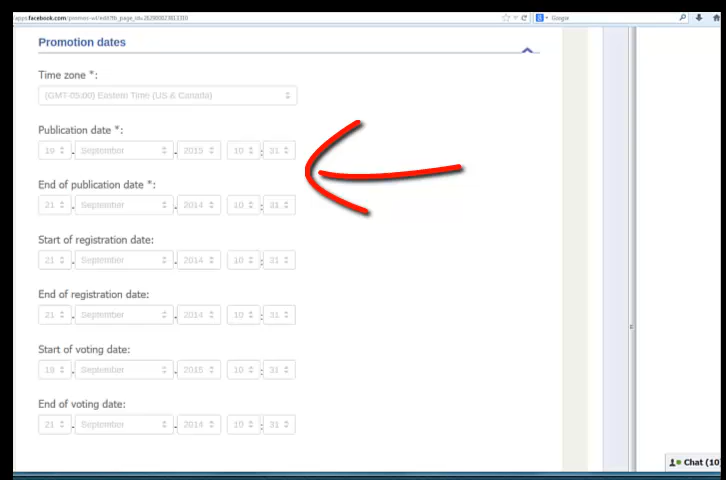 apps.facebook.com/promos-wl/edit?fb_page_id=
Google
Promotion dates
Time zone *:
(GMT-05:00) Eastern Time (US & Canada)
Publication date *:
19 . September . 2015 10 : 31
End of publication date *:
21 . September . 2014 10 : 31
Start of registration date:
21 . September . 2014 10 : 31
End of registration date:
21 . September . 2014 10 : 31
Start of voting date:
19 . September . 2015 10 : 31
End of voting date:
21 . September . 2014 10 : 31
Chat (10